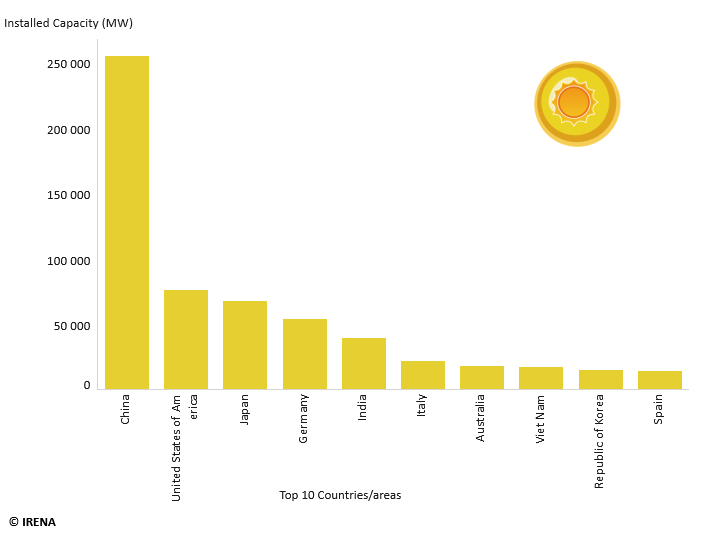 Installed Capacity (MW)
250 000
200 000
150 000
100 000
50 000
0
China
United States of Am
erica
Japan
Germany
India
Italy
Australia
Viet Nam
Republic of Korea
Spain
Top 10 Countries/areas
© IRENA